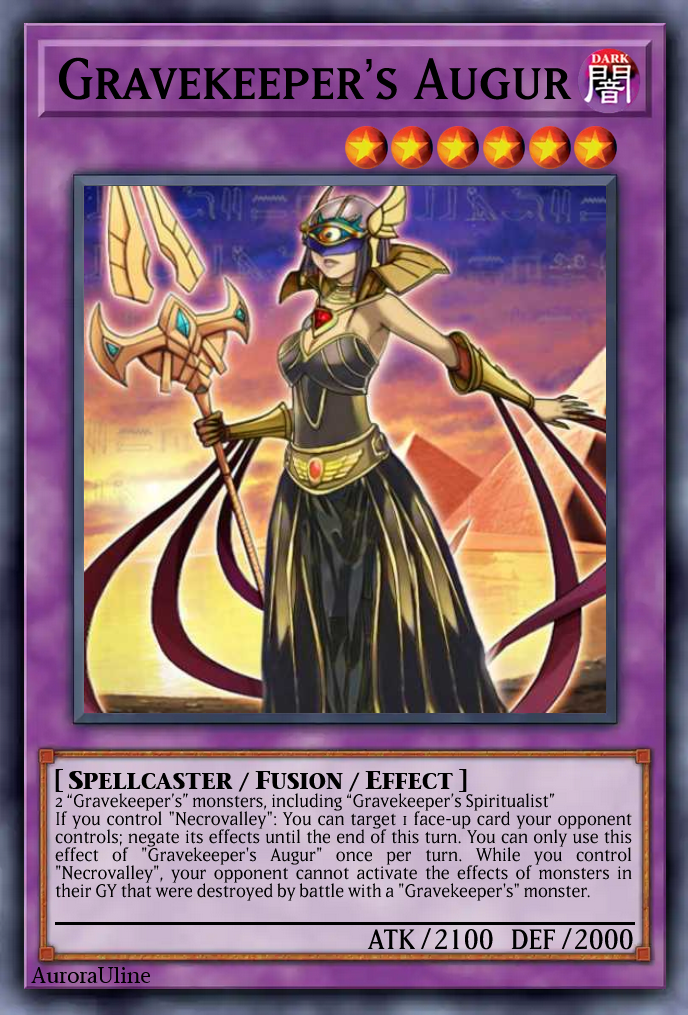 GRAVEKEEPER'S AUGUR
DARK
闇
[ SPELLCASTER / FUSION / EFFECT ]
2 “Gravekeeper's” monsters, including “Gravekeeper's Spiritualist”
If you control "Necrovalley": You can target 1 face-up card your opponent
controls; negate its effects until the end of this turn. You can only use this
effect of "Gravekeeper's Augur" once per turn. While you control
"Necrovalley", your opponent cannot activate the effects of monsters in
their GY that were destroyed by battle with a "Gravekeeper's" monster.
ATK/2100 DEF/2000
AuroraUline